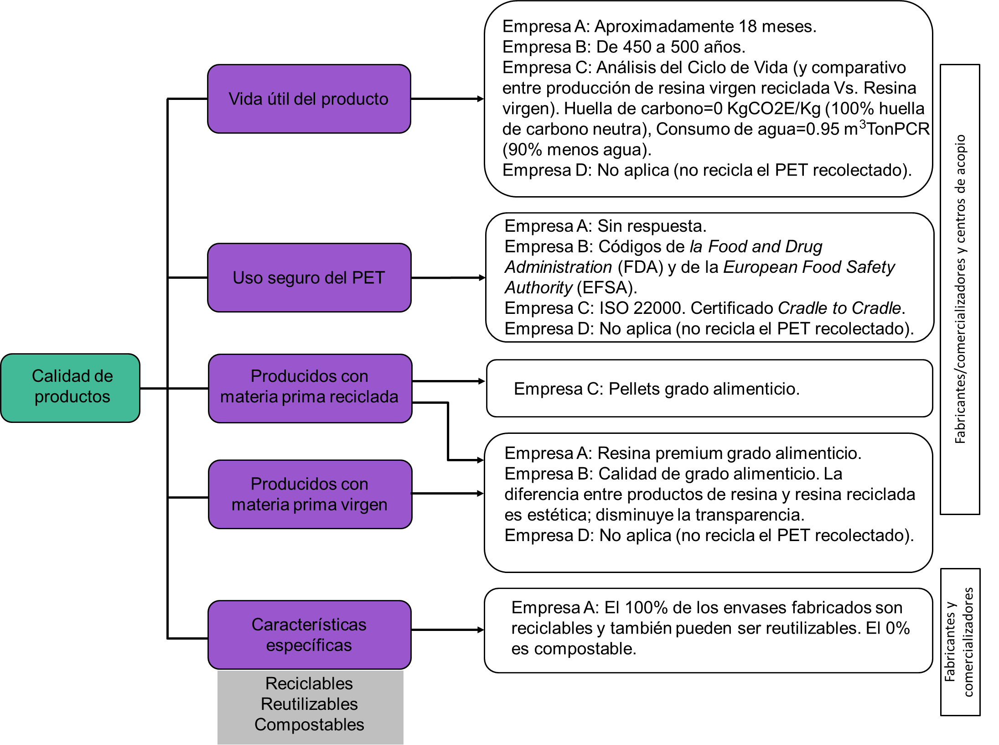 Calidad de
productos
Vida útil del producto
Empresa A: Aproximadamente 18 meses.
Empresa B: De 450 a 500 años.
Empresa C: Análisis del Ciclo de Vida (y comparativo
entre producción de resina virgen reciclada Vs. Resina
virgen). Huella de carbono=0 KgCO2E/Kg (100% huella
de carbono neutra), Consumo de agua=0.95 m³TonPCR
(90% menos agua).
Empresa D: No aplica (no recicla el PET recolectado).
Uso seguro del PET
Empresa A: Sin respuesta.
Empresa B: Códigos de la Food and Drug
Administration (FDA) y de la European Food Safety
Authority (EFSA).
Empresa C: ISO 22000. Certificado Cradle to Cradle.
Empresa D: No aplica (no recicla el PET recolectado).
Producidos con
materia prima reciclada
Empresa C: Pellets grado alimenticio.
Producidos con
materia prima virgen
Empresa A: Resina premium grado alimenticio.
Empresa B: Calidad de grado alimenticio. La
diferencia entre productos de resina y resina reciclada
es estética; disminuye la transparencia.
Empresa D: No aplica (no recicla el PET recolectado).
Características
específicas
Reciclables
Reutilizables
Compostables
Empresa A: El 100% de los envases fabricados son
reciclables y también pueden ser reutilizables. El 0%
es compostable.
Fabricantes/comercializadores y centros de acopio
Fabricantes y
comercializadores